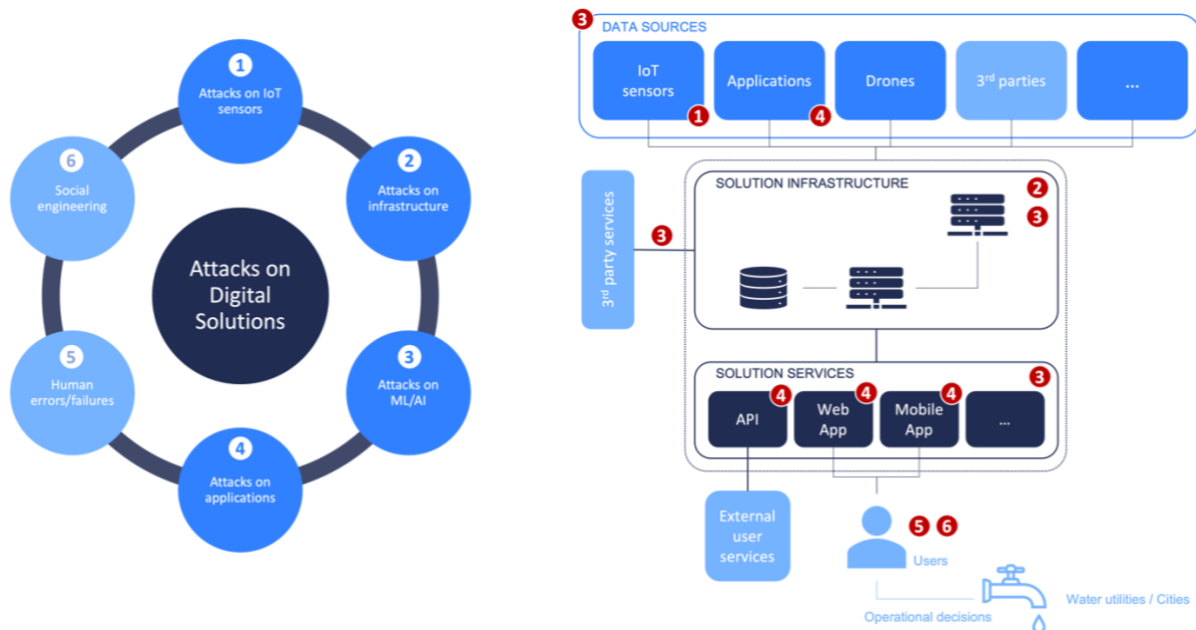 1
Attacks on IoT
sensors
2
Attacks on
infrastructure
3
Attacks on
ML/AI
4
Attacks on
applications
5
Human
errors/failures
6
Social
engineering
Attacks on
Digital
Solutions
3
DATA SOURCES
IoT
sensors
1
Applications
4
Drones
3rd parties
...
3rd party services
3
SOLUTION INFRASTRUCTURE
2
3
SOLUTION SERVICES
3
API
4
Web
App
4
Mobile
App
4
...
External
user
services
5 6
Users
Operational decisions
Water utilities / Cities